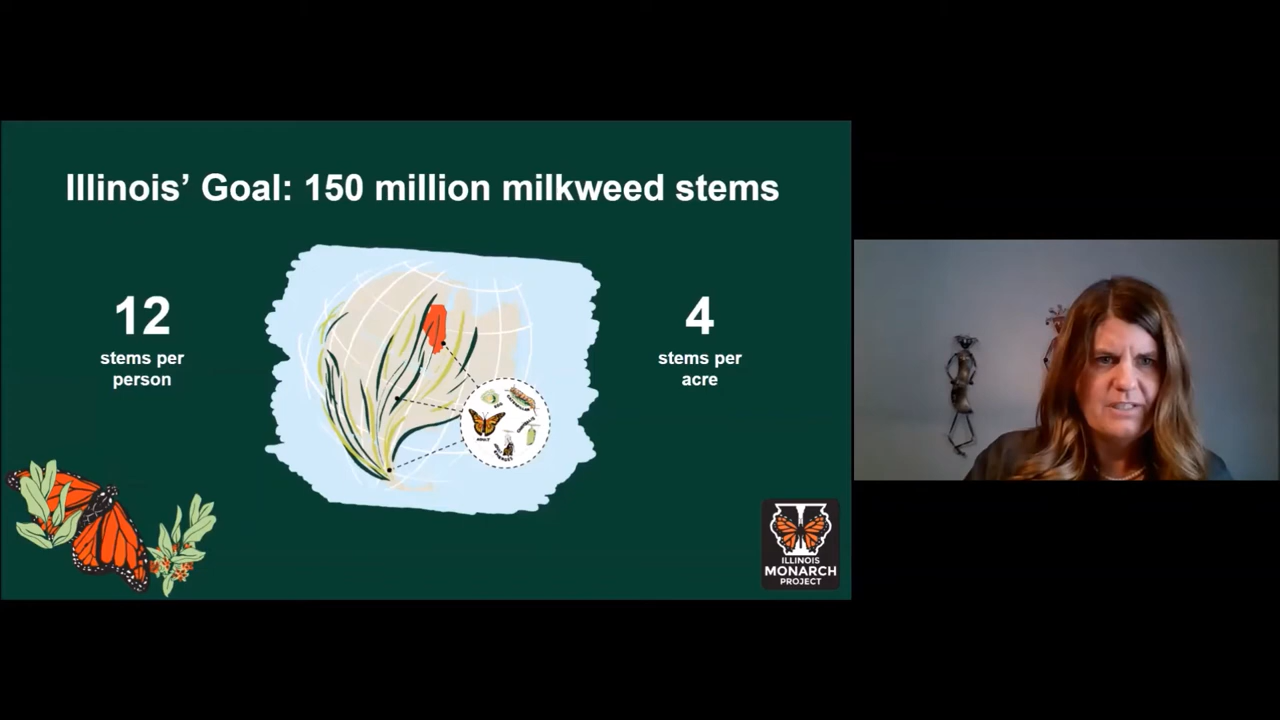 Illinois' Goal: 150 million milkweed stems
12
stems per
person
4
stems per
acre
ADULT
ILLINOIS
MONARCH
PROJECT